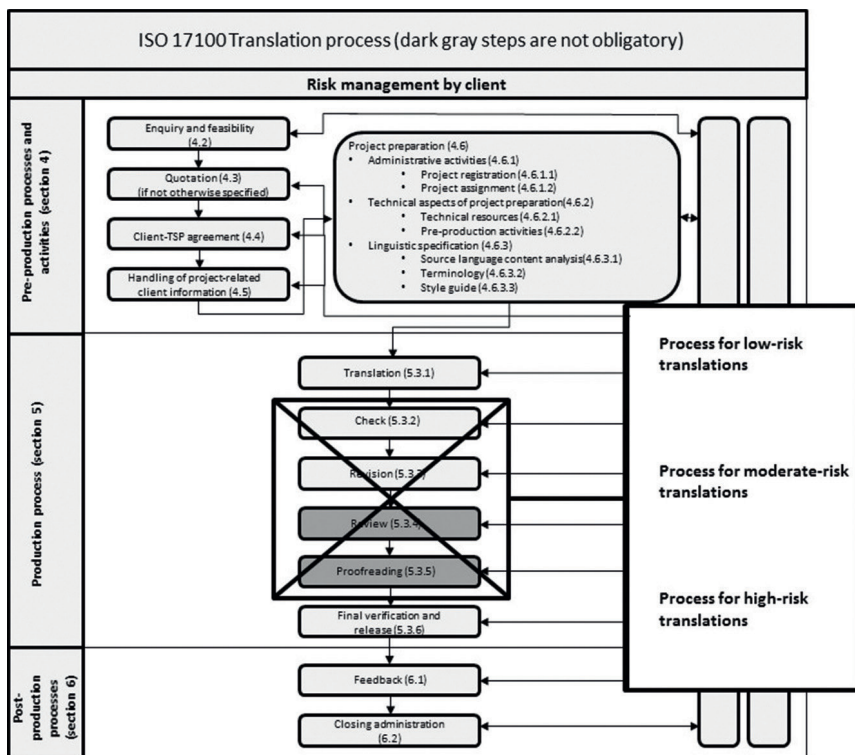 ISO 17100 Translation process (dark gray steps are not obligatory)
Risk management by client
Pre-production processes and
activities (section 4)
Enquiry and feasibility
(4.2)
Quotation (4.3)
(if not otherwise specified)
Client-TSP agreement (4.4)
Handling of project-related
client information (4.5)
Project preparation (4.6)
• Administrative activities (4.6.1)
• Project registration (4.6.1.1)
• Project assignment (4.6.1.2)
• Technical aspects of project preparation(4.6.2)
• Technical resources (4.6.2.1)
• Pre-production activities (4.6.2.2)
• Linguistic specification (4.6.3)
• Source language content analysis(4.6.3.1)
• Terminology (4.6.3.2)
• Style guide (4.6.3.3)
Production process (section 5)
Translation (5.3.1)
Check (5.3.2)
Revision (5.3.3)
Review (5.3.4)
Proofreading (5.3.5)
Final verification and
release (5.3.6)
Process for low-risk
translations
Process for moderate-risk
translations
Process for high-risk
translations
Post-
production
processes
(section 6)
Feedback (6.1)
Closing administration
(6.2)